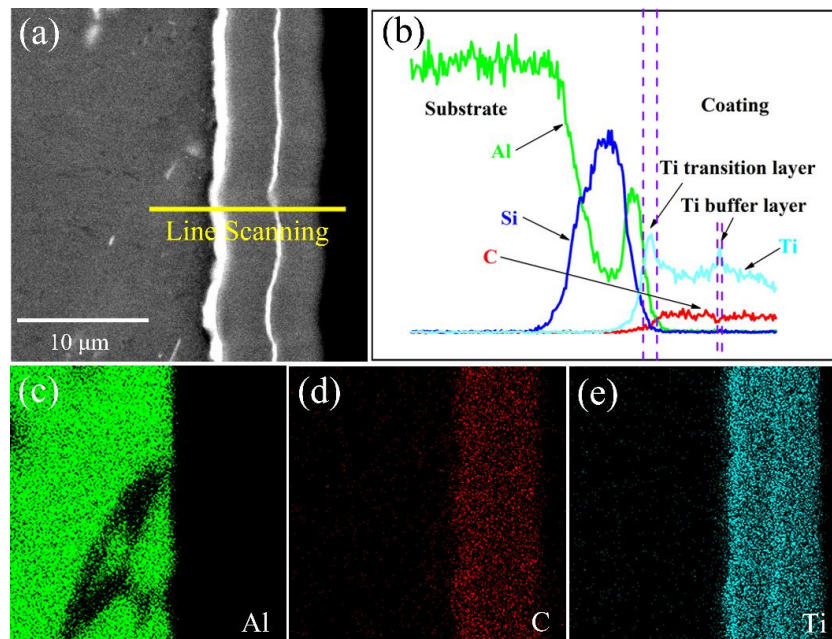 (a)
Line Scanning
10 μm
(b)
Substrate
Coating
Al
Ti transition layer
Ti buffer layer
Si
C
Ti
(c)
Al
(d)
C
(e)
Ti